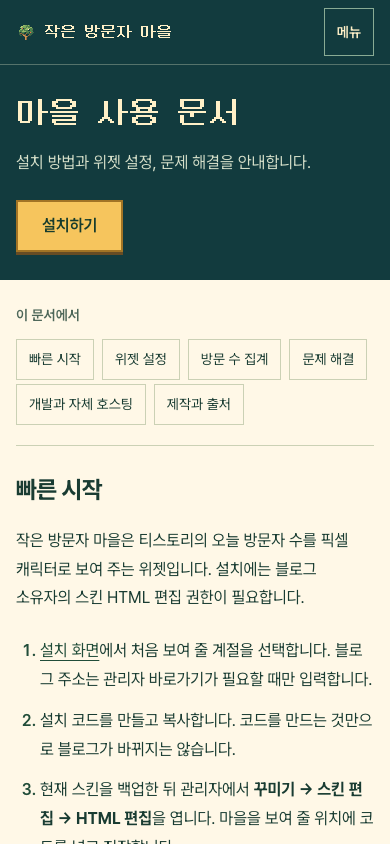 작은 방문자 마을
메뉴
마을 사용 문서
설치 방법과 위젯 설정, 문제 해결을 안내합니다.
설치하기
이 문서에서
빠른 시작
위젯 설정
방문 수 집계
문제 해결
개발과 자체 호스팅
제작과 출처
빠른 시작
작은 방문자 마을은 티스토리의 오늘 방문자 수를 픽셀
캐릭터로 보여 주는 위젯입니다. 설치에는 블로그
소유자의 스킨 HTML 편집 권한이 필요합니다.
1. 설치 화면에서 처음 보여 줄 계절을 선택합니다. 블로
그 주소는 관리자 바로가기가 필요할 때만 입력합니다.
2. 설치 코드를 만들고 복사합니다. 코드를 만드는 것만으
로 블로그가 바뀌지는 않습니다.
3. 현재 스킨을 백업한 뒤 관리자에서 꾸미기 → 스킨 편
집 → HTML 편집을 엽니다. 마을을 보여 줄 위치에 코